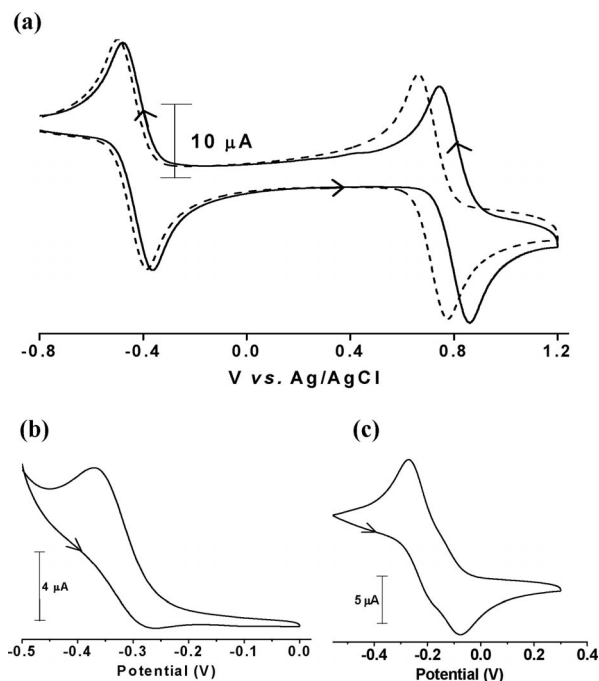 (a)
10 μA
-0.8 -0.4 0.0 0.4 0.8 1.2
V vs. Ag/AgCl
(b)
(c)
4 μA
5 μA
-0.5 -0.4 -0.3 -0.2 -0.1 0.0
Potential (V)
-0.4 -0.2 0.0 0.2 0.4
Potential (V)